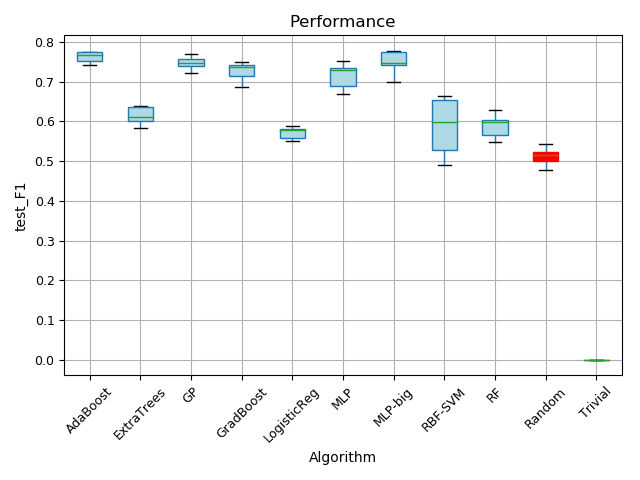 Performance
0.8
0.7
0.6
0.5
0.4
0.3
0.2
0.1
0.0
test_F1
AdaBoost
ExtraTrees
GP
GradBoost
LogisticReg
MLP
MLP-big
RBF-SVM
RF
Random
Trivial
Algorithm